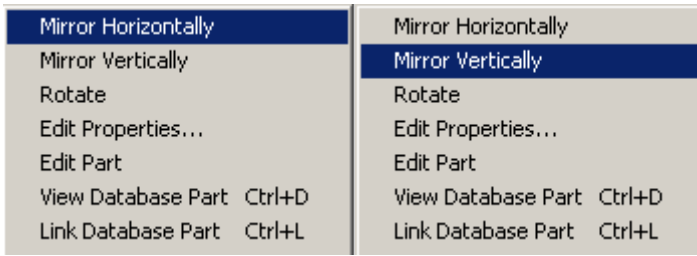 Mirror Horizontally
Mirror Vertically
Rotate
Edit Properties...
Edit Part
View Database Part Ctrl+D
Link Database Part Ctrl+L
Mirror Horizontally
Mirror Vertically
Rotate
Edit Properties...
Edit Part
View Database Part Ctrl+D
Link Database Part Ctrl+L